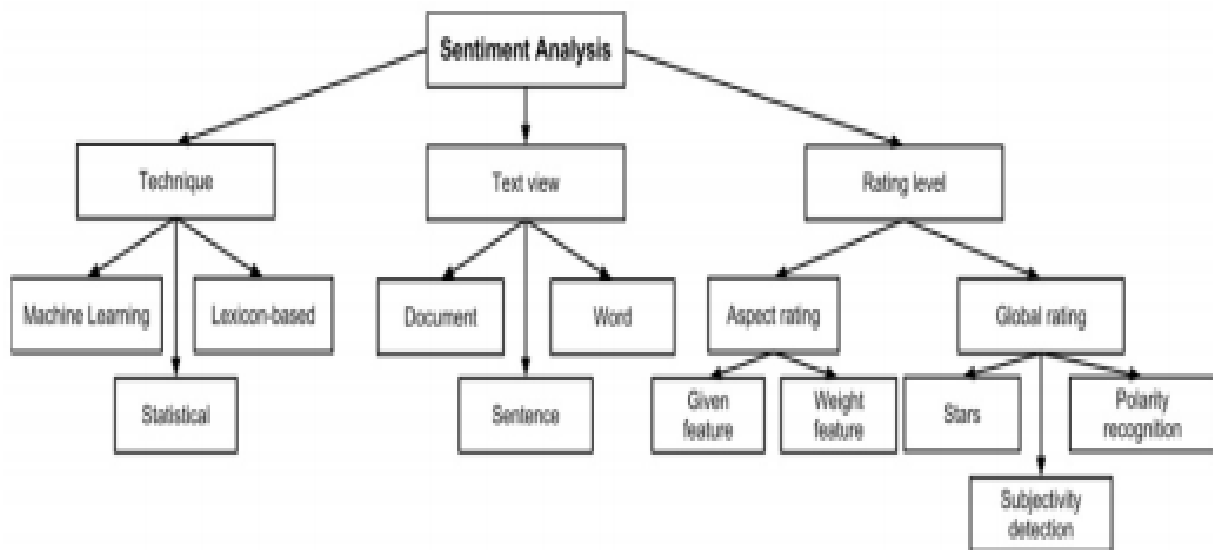 Sentiment Analysis
Technique
Text view
Rating level
Machine Learning
Lexicon-based
Document
Word
Aspect rating
Global rating
Statistical
Sentence
Given
feature
Weight
feature
Stars
Polarity
recognition
Subjectivity
detection